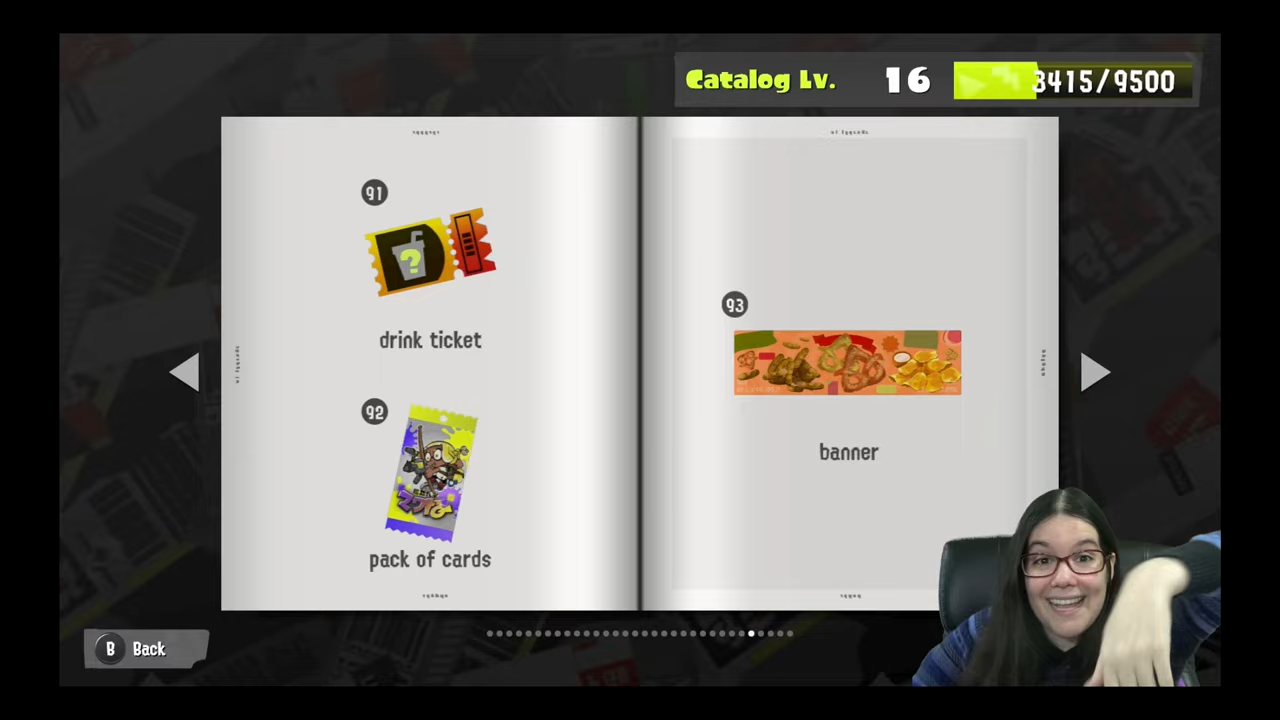 Catalog Lv. 16 3415/9500
91
drink ticket
92
pack of cards
93
banner
B Back